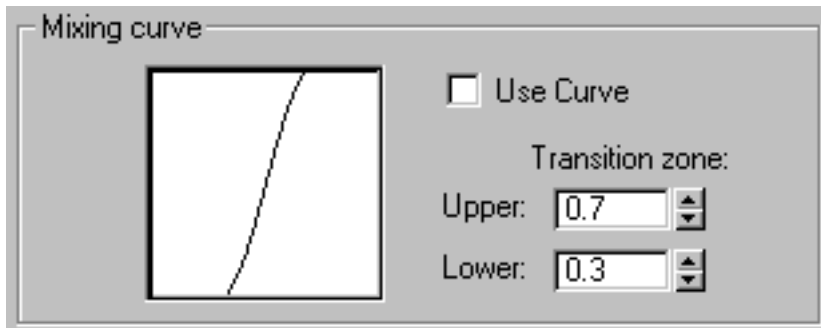 Mixing curve
Use Curve
Transition zone:
Upper: 0.7
Lower: 0.3